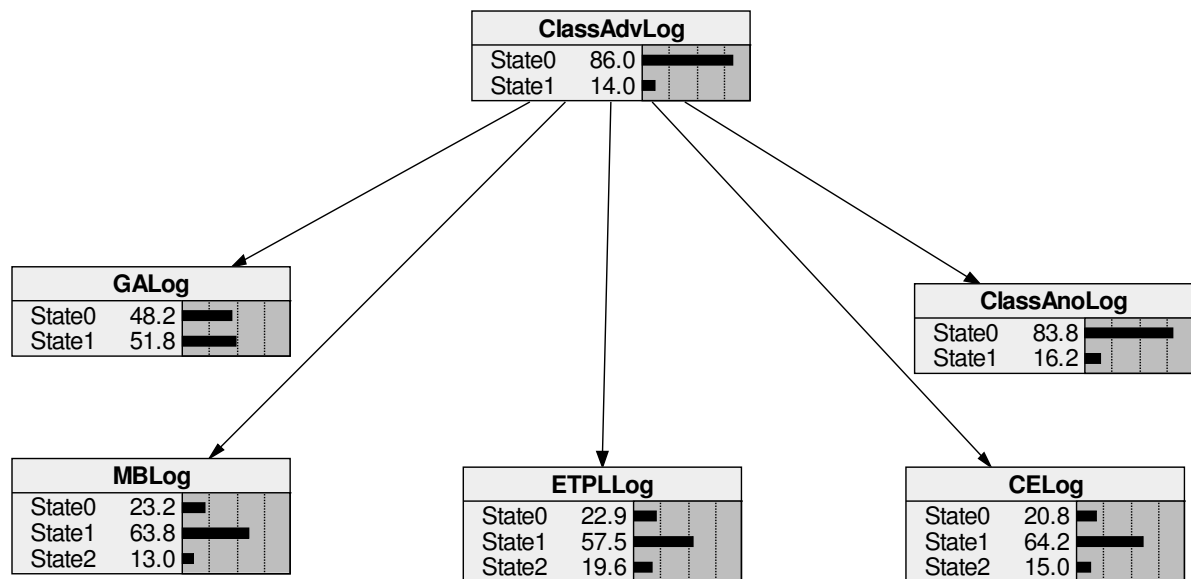 ClassAdvLog
State0 86.0
State1 14.0
GALog
State0 48.2
State1 51.8
ClassAnoLog
State0 83.8
State1 16.2
MBLog
State0 23.2
State1 63.8
State2 13.0
ETPLLog
State0 22.9
State1 57.5
State2 19.6
CELog
State0 20.8
State1 64.2
State2 15.0